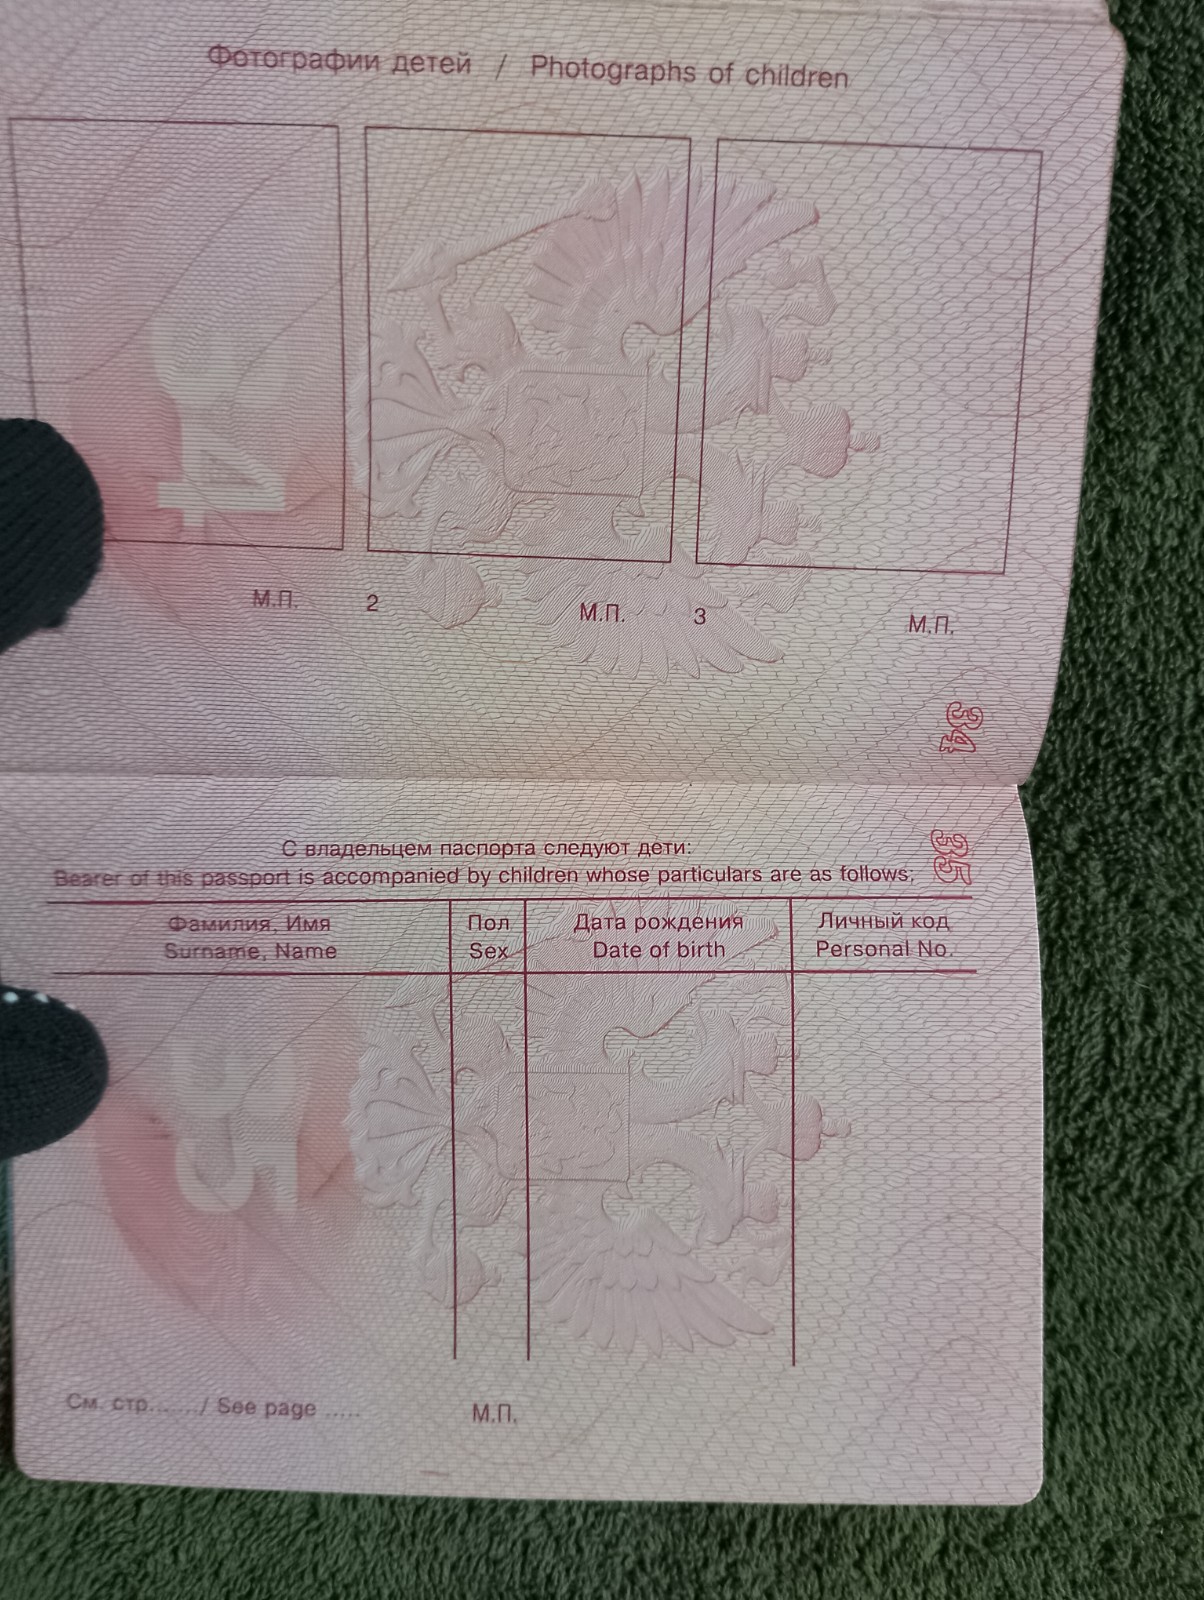 Фотографии детей / Photographs of children
М.П. 2 М.П. 3 М.П.
34
35
С владельцем паспорта следуют дети:
Bearer of this passport is accompanied by children whose particulars are as follows;
Фамилия, Имя Пол Дата рождения Личный код
Surname, Name Sex Date of birth Personal No.
См. стр......./ See page .....
М.П.